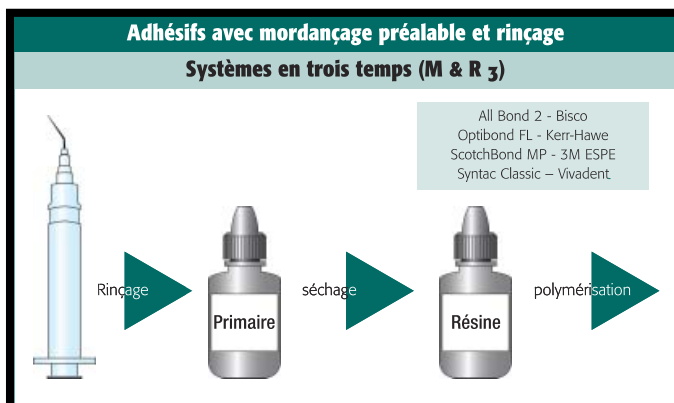 Adhésifs avec mordançage préalable et rinçage
Systèmes en trois temps (M & R 3)
All Bond 2 - Bisco
Optibond FL - Kerr-Hawe
ScotchBond MP - 3M ESPE
Syntac Classic – Vivadent
Rinçage
Primaire
séchage
Résine
polymérisation